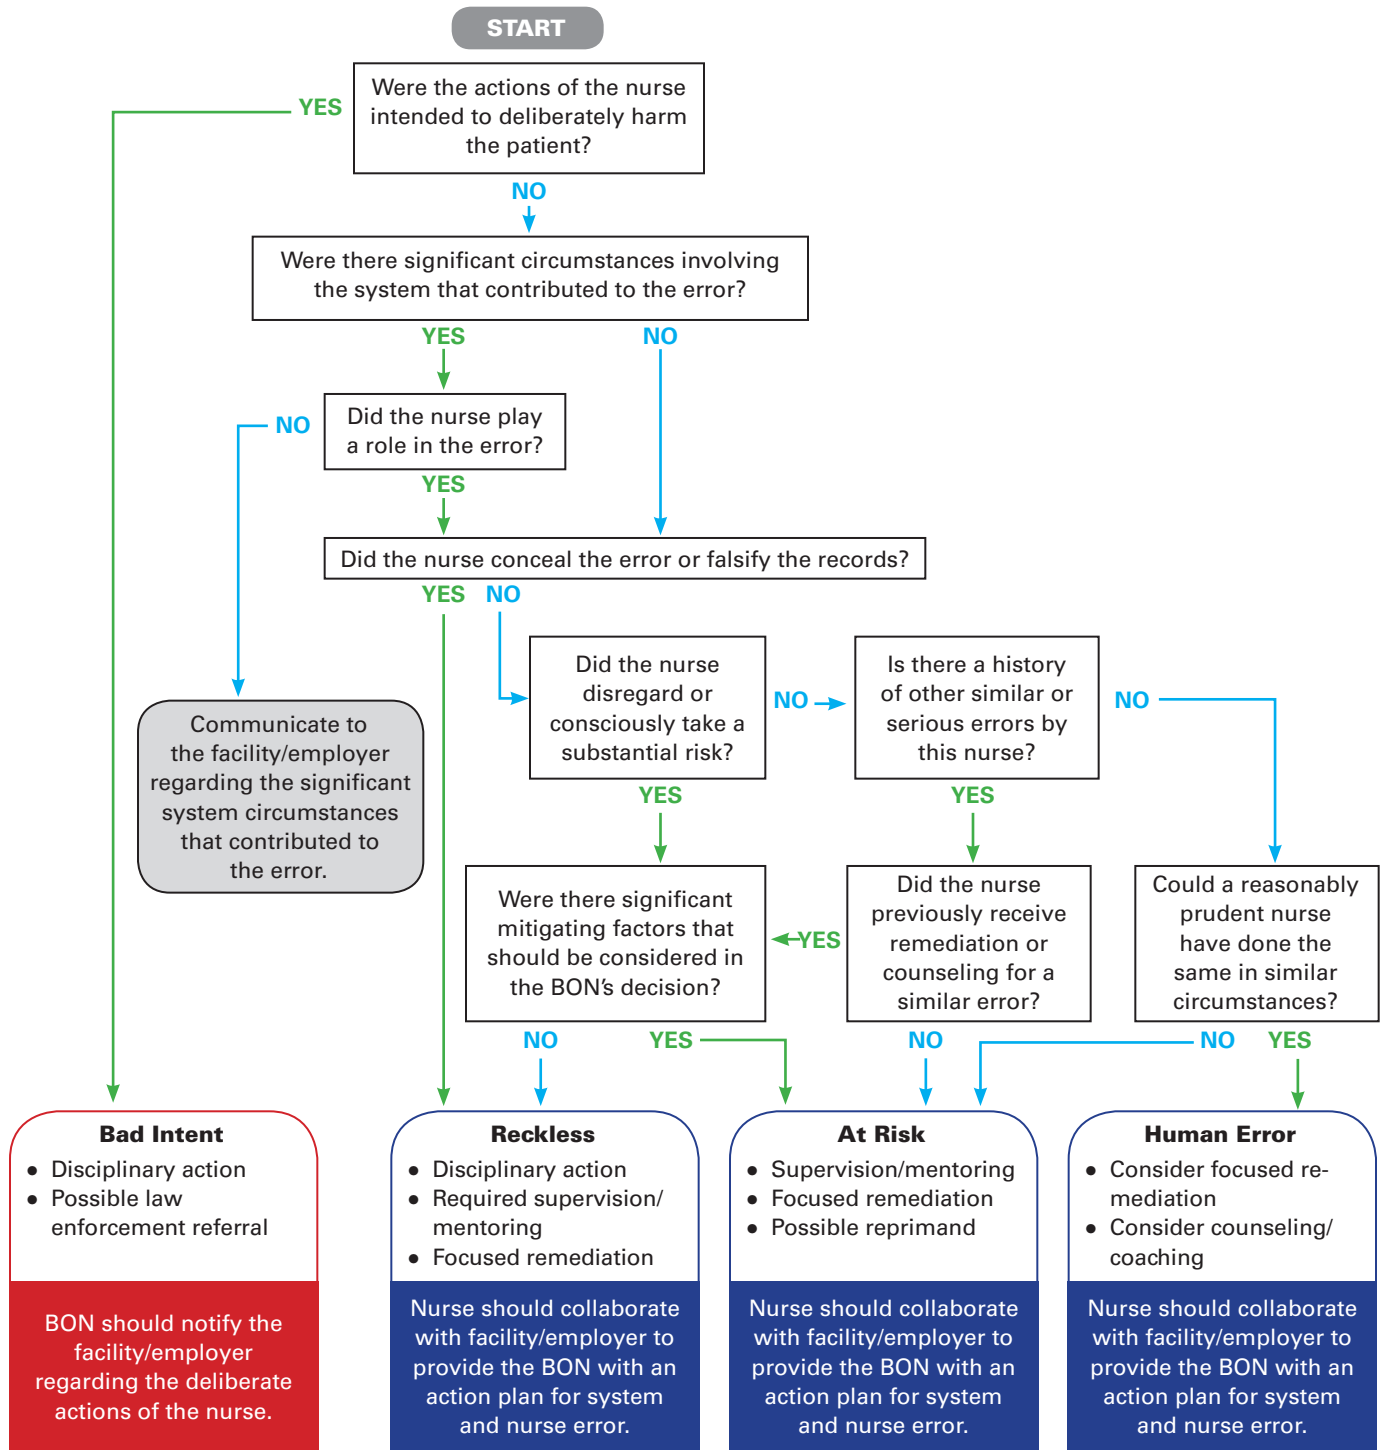 START
Were the actions of the nurse
intended to deliberately harm
the patient?
YES
NO
Were there significant circumstances involving
the system that contributed to the error?
YES
NO
Did the nurse play
a role in the error?
NO
YES
Did the nurse conceal the error or falsify the records?
YES
NO
Did the nurse
disregard or
consciously take a
substantial risk?
NO
YES
Is there a history
of other similar or
serious errors by
this nurse?
NO
YES
Communicate to
the facility/employer
regarding the significant
system circumstances
that contributed to
the error.
Were there significant
mitigating factors that
should be considered in
the BON's decision?
NO
YES
Did the nurse
previously receive
remediation or
counseling for a
similar error?
YES
NO
Could a reasonably
prudent nurse
have done the
same in similar
circumstances?
NO
YES
Bad Intent
● Disciplinary action
● Possible law
enforcement referral
BON should notify the
facility/employer
regarding the deliberate
actions of the nurse.
Reckless
● Disciplinary action
● Required supervision/
mentoring
● Focused remediation
Nurse should collaborate
with facility/employer to
provide the BON with an
action plan for system
and nurse error.
At Risk
● Supervision/mentoring
● Focused remediation
● Possible reprimand
Nurse should collaborate
with facility/employer to
provide the BON with an
action plan for system
and nurse error.
Human Error
● Consider focused re-
mediation
● Consider counseling/
coaching
Nurse should collaborate
with facility/employer to
provide the BON with an
action plan for system
and nurse error.